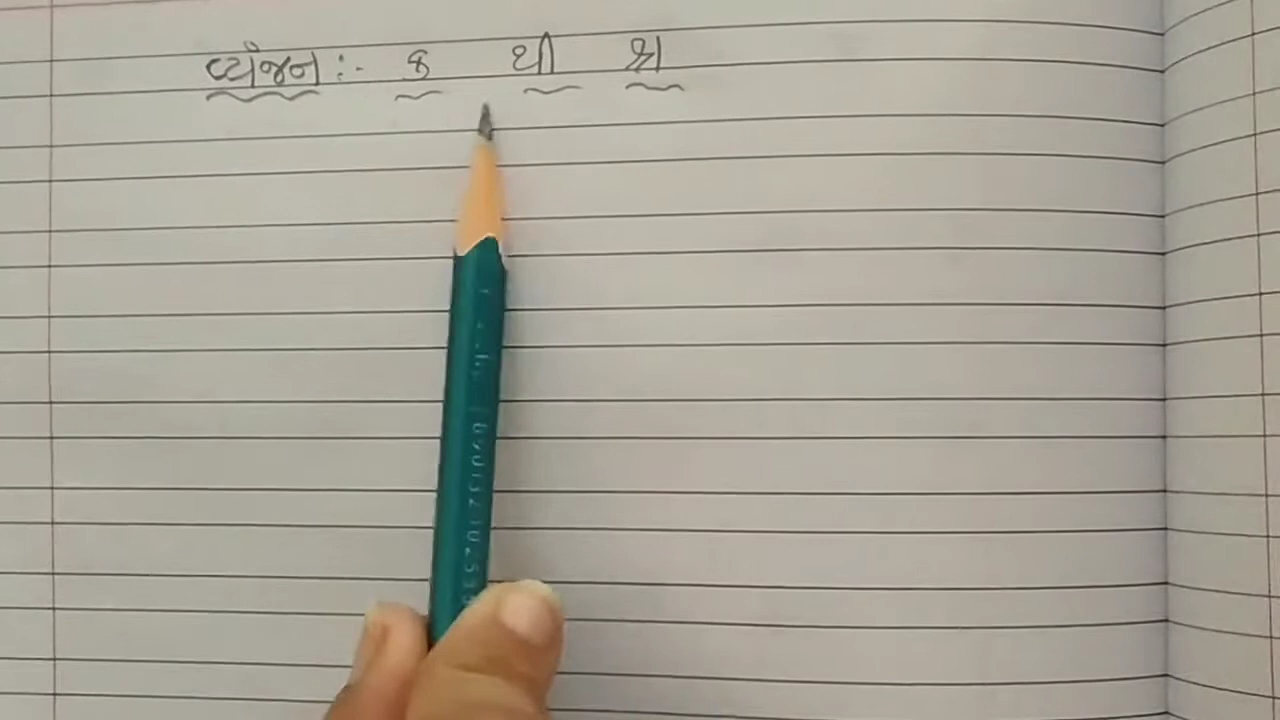 વ્યંજન :- ક થી શ્ર